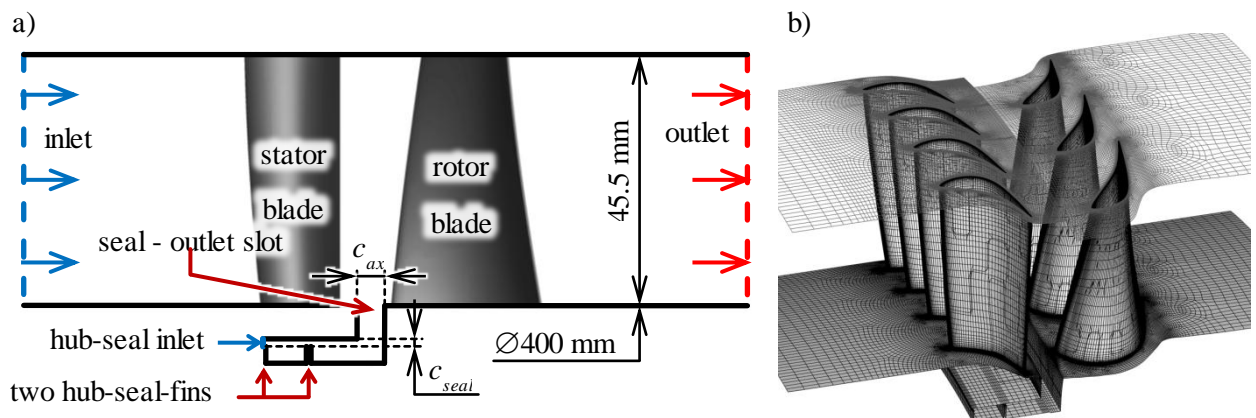 a)
b)
inlet
stator
blade
rotor
blade
outlet
45.5 mm
seal - outlet slot
c ax
hub-seal inlet
∅400 mm
c seal
two hub-seal-fins